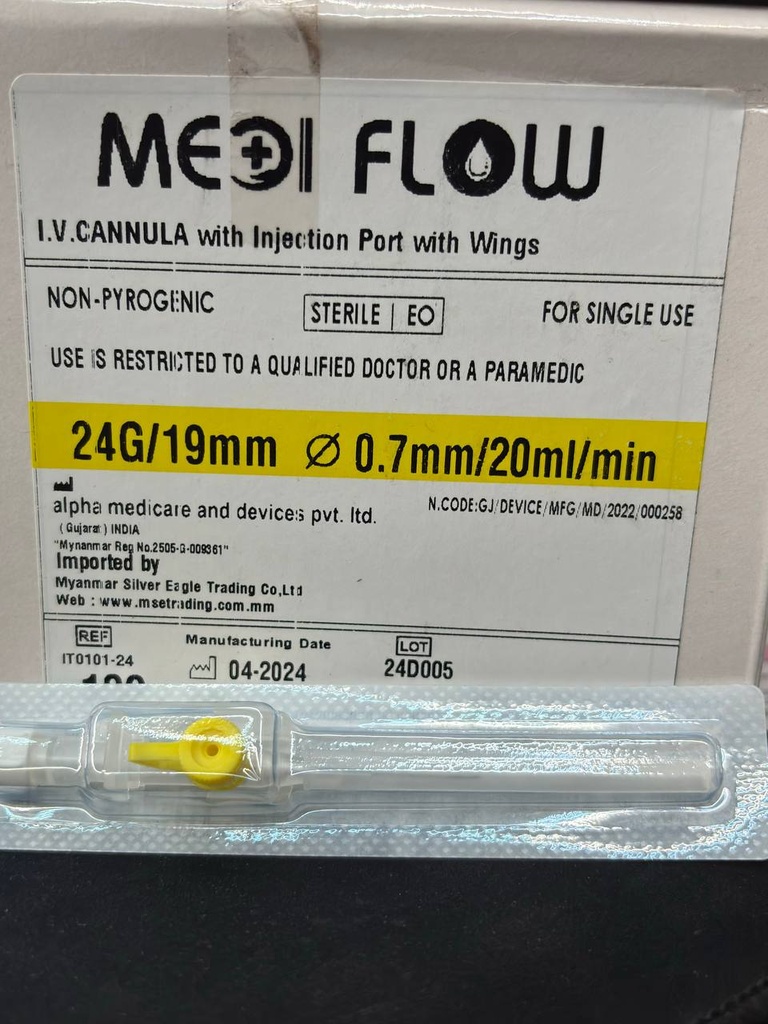 MEDI FLOW
I.V.CANNULA with Injection Port with Wings
NON-PYROGENIC STERILE | EO FOR SINGLE USE
USE IS RESTRICTED TO A QUALIFIED DOCTOR OR A PARAMEDIC
24G/19mm Ø 0.7mm/20ml/min
alpha medicare and devices pvt. ltd. N.CODE:GJ/DEVICE/MFG/MD/2022/000258
(Gujarat) INDIA
"Mynanmar Reg No.2505-G-009361"
Imported by
Myanmar Silver Eagle Trading Co,Ltd
Web : www.msetrading.com.mm
REF Manufacturing Date LOT
IT0101-24 04-2024 24D005